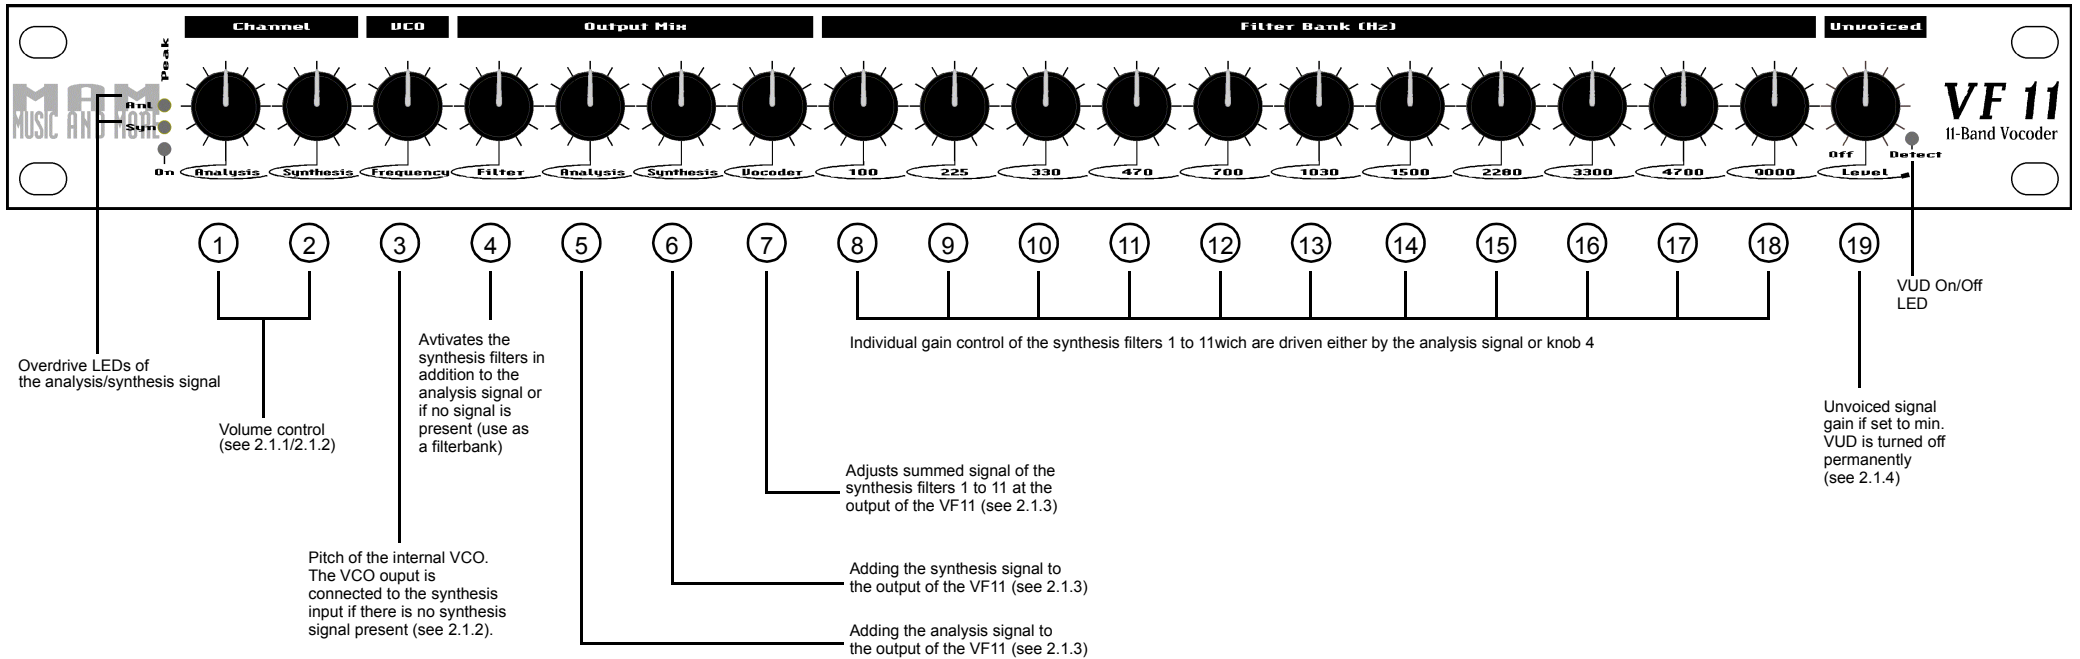 Channel
VCO
Output Mix
Filter Bank (Hz)
Unvoiced
Peak
MAM
MUSIC AND MORE
Anl
Syn
On
VF 11
11-Band Vocoder
Off
Detect
Analysis
Synthesis
Frequency
Filter
Analysis
Synthesis
Vocoder
100
225
330
470
700
1030
1500
2280
3300
4700
9000
Level
1
2
3
4
5
6
7
8
9
10
11
12
13
14
15
16
17
18
19
VUD On/Off
LED
Overdrive LEDs of
the analysis/synthesis signal
Volume control
(see 2.1.1/2.1.2)
Avtivates the
synthesis filters in
addition to the
analysis signal or
if no signal is
present (use as
a filterbank)
Individual gain control of the synthesis filters 1 to 11wich are driven either by the analysis signal or knob 4
Unvoiced signal
gain if set to min.
VUD is turned off
permanently
(see 2.1.4)
Adjusts summed signal of the
synthesis filters 1 to 11 at the
output of the VF11 (see 2.1.3)
Pitch of the internal VCO.
The VCO ouput is
connected to the synthesis
input if there is no synthesis
signal present (see 2.1.2).
Adding the synthesis signal to
the output of the VF11 (see 2.1.3)
Adding the analysis signal to
the output of the VF11 (see 2.1.3)